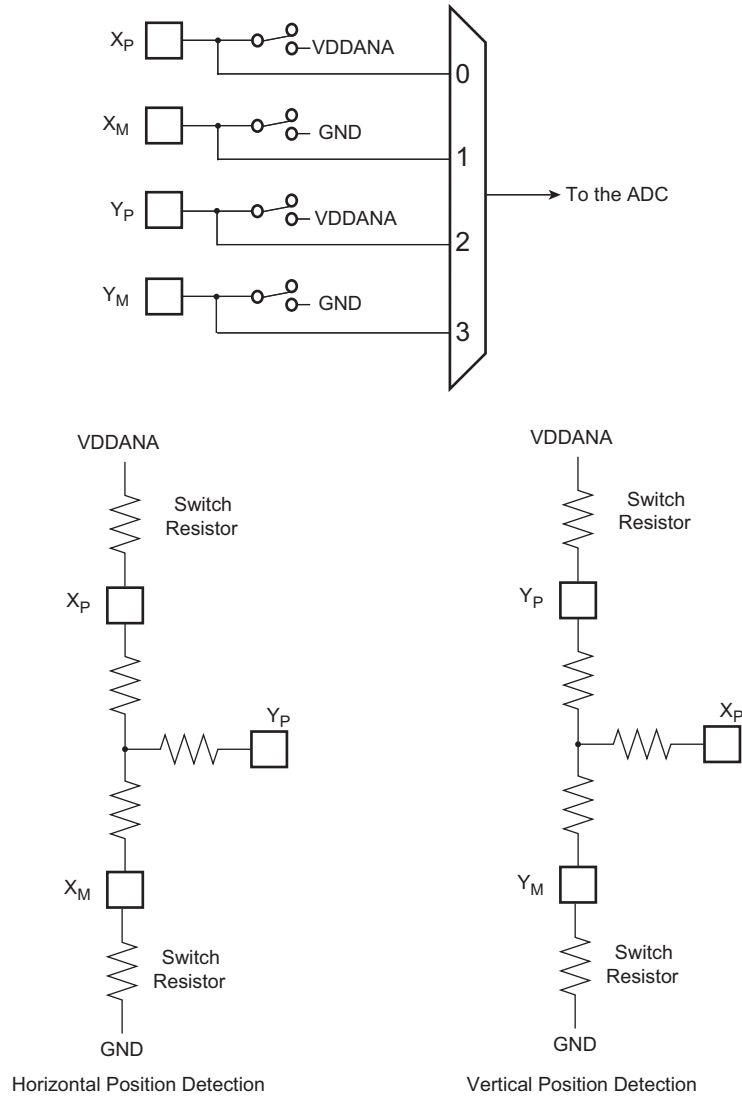 XP
VDDANA
0
XM
GND
1
To the ADC
YP
VDDANA
2
YM
GND
3
VDDANA
Switch
Resistor
XP
YP
XM
Switch
Resistor
GND
Horizontal Position Detection
VDDANA
Switch
Resistor
YP
XP
YM
Switch
Resistor
GND
Vertical Position Detection